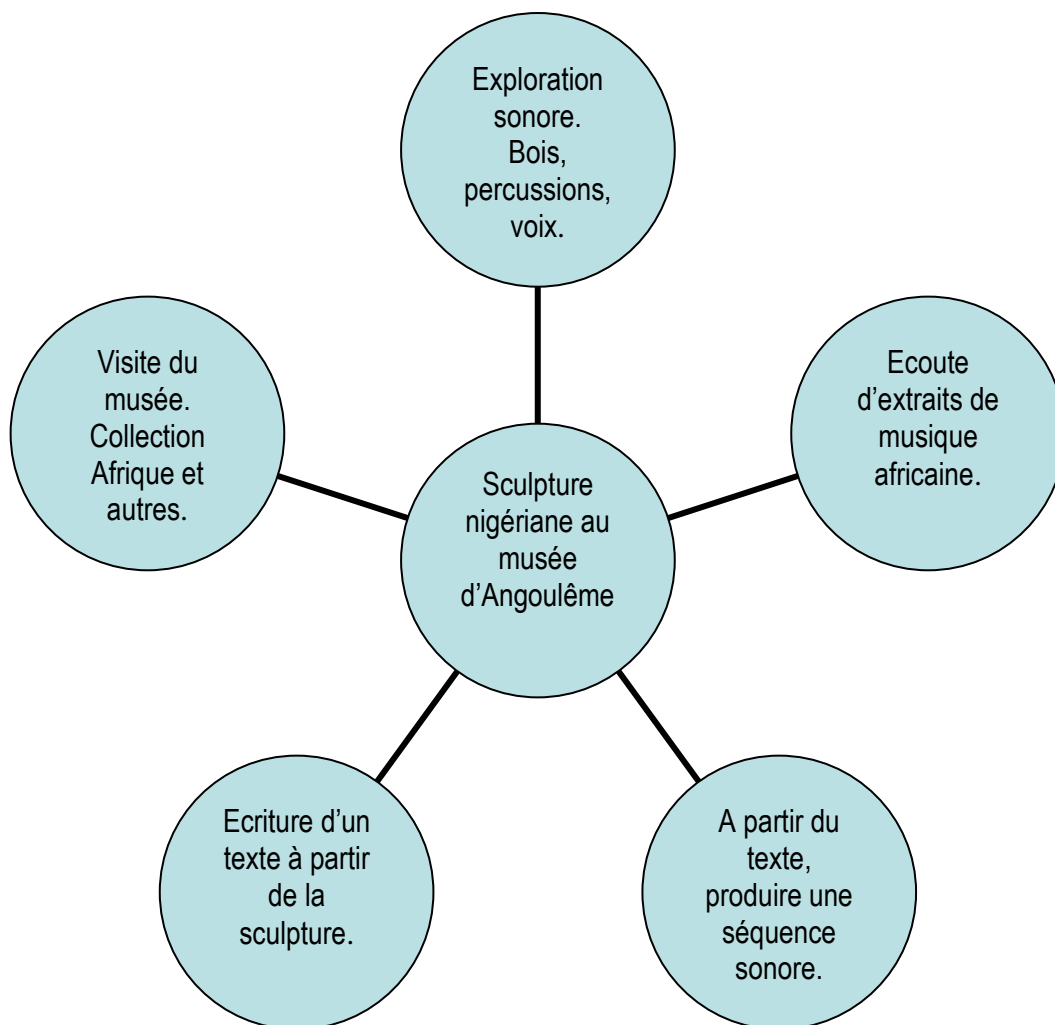 Exploration
sonore.
Bois,
percussions,
voix.
Visite du
musée.
Collection
Afrique et
autres.
Ecoute
d’extraits de
musique
africaine.
Sculpture
nigériane au
musée
d’Angoulême
Ecriture d’un
texte à partir
de la
sculpture.
A partir du
texte,
produire une
séquence
sonore.